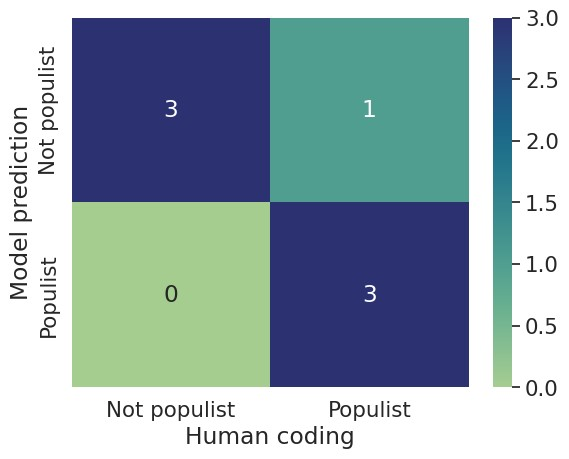 Model prediction
Not populist
Populist
3
1
0
3
Not populist
Populist
Human coding
3.0
2.5
2.0
1.5
1.0
0.5
0.0